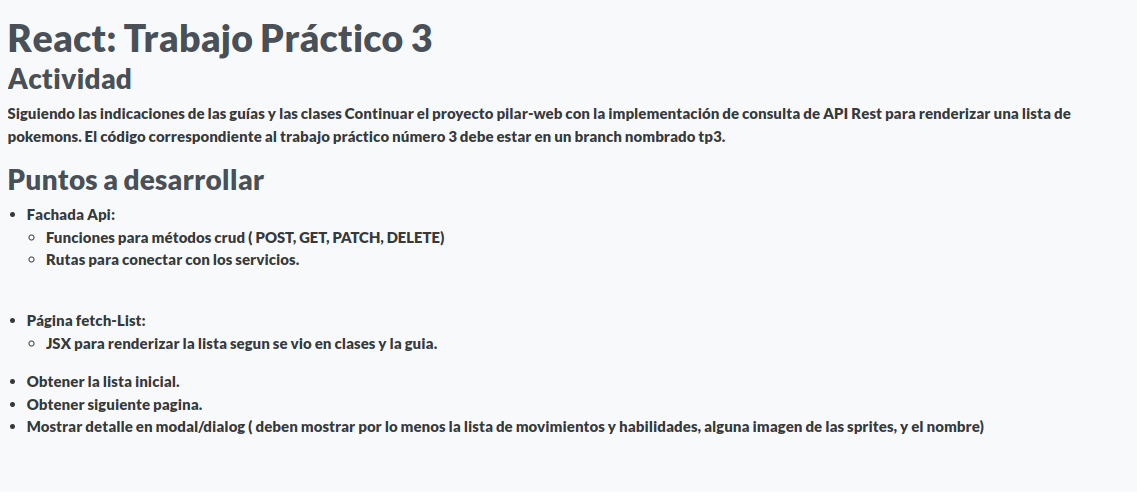 React: Trabajo Práctico 3
Actividad
Siguiendo las indicaciones de las guías y las clases Continuar el proyecto pilar-web con la implementación de consulta de API Rest para renderizar una lista de
pokemons. El código correspondiente al trabajo práctico número 3 debe estar en un branch nombrado tp3.
Puntos a desarrollar
• Fachada Api:
○ Funciones para métodos crud ( POST, GET, PATCH, DELETE)
○ Rutas para conectar con los servicios.
• Página fetch-List:
○ JSX para renderizar la lista segun se vio en clases y la guia.
• Obtener la lista inicial.
• Obtener siguiente pagina.
• Mostrar detalle en modal/dialog ( deben mostrar por lo menos la lista de movimientos y habilidades, alguna imagen de las sprites, y el nombre)